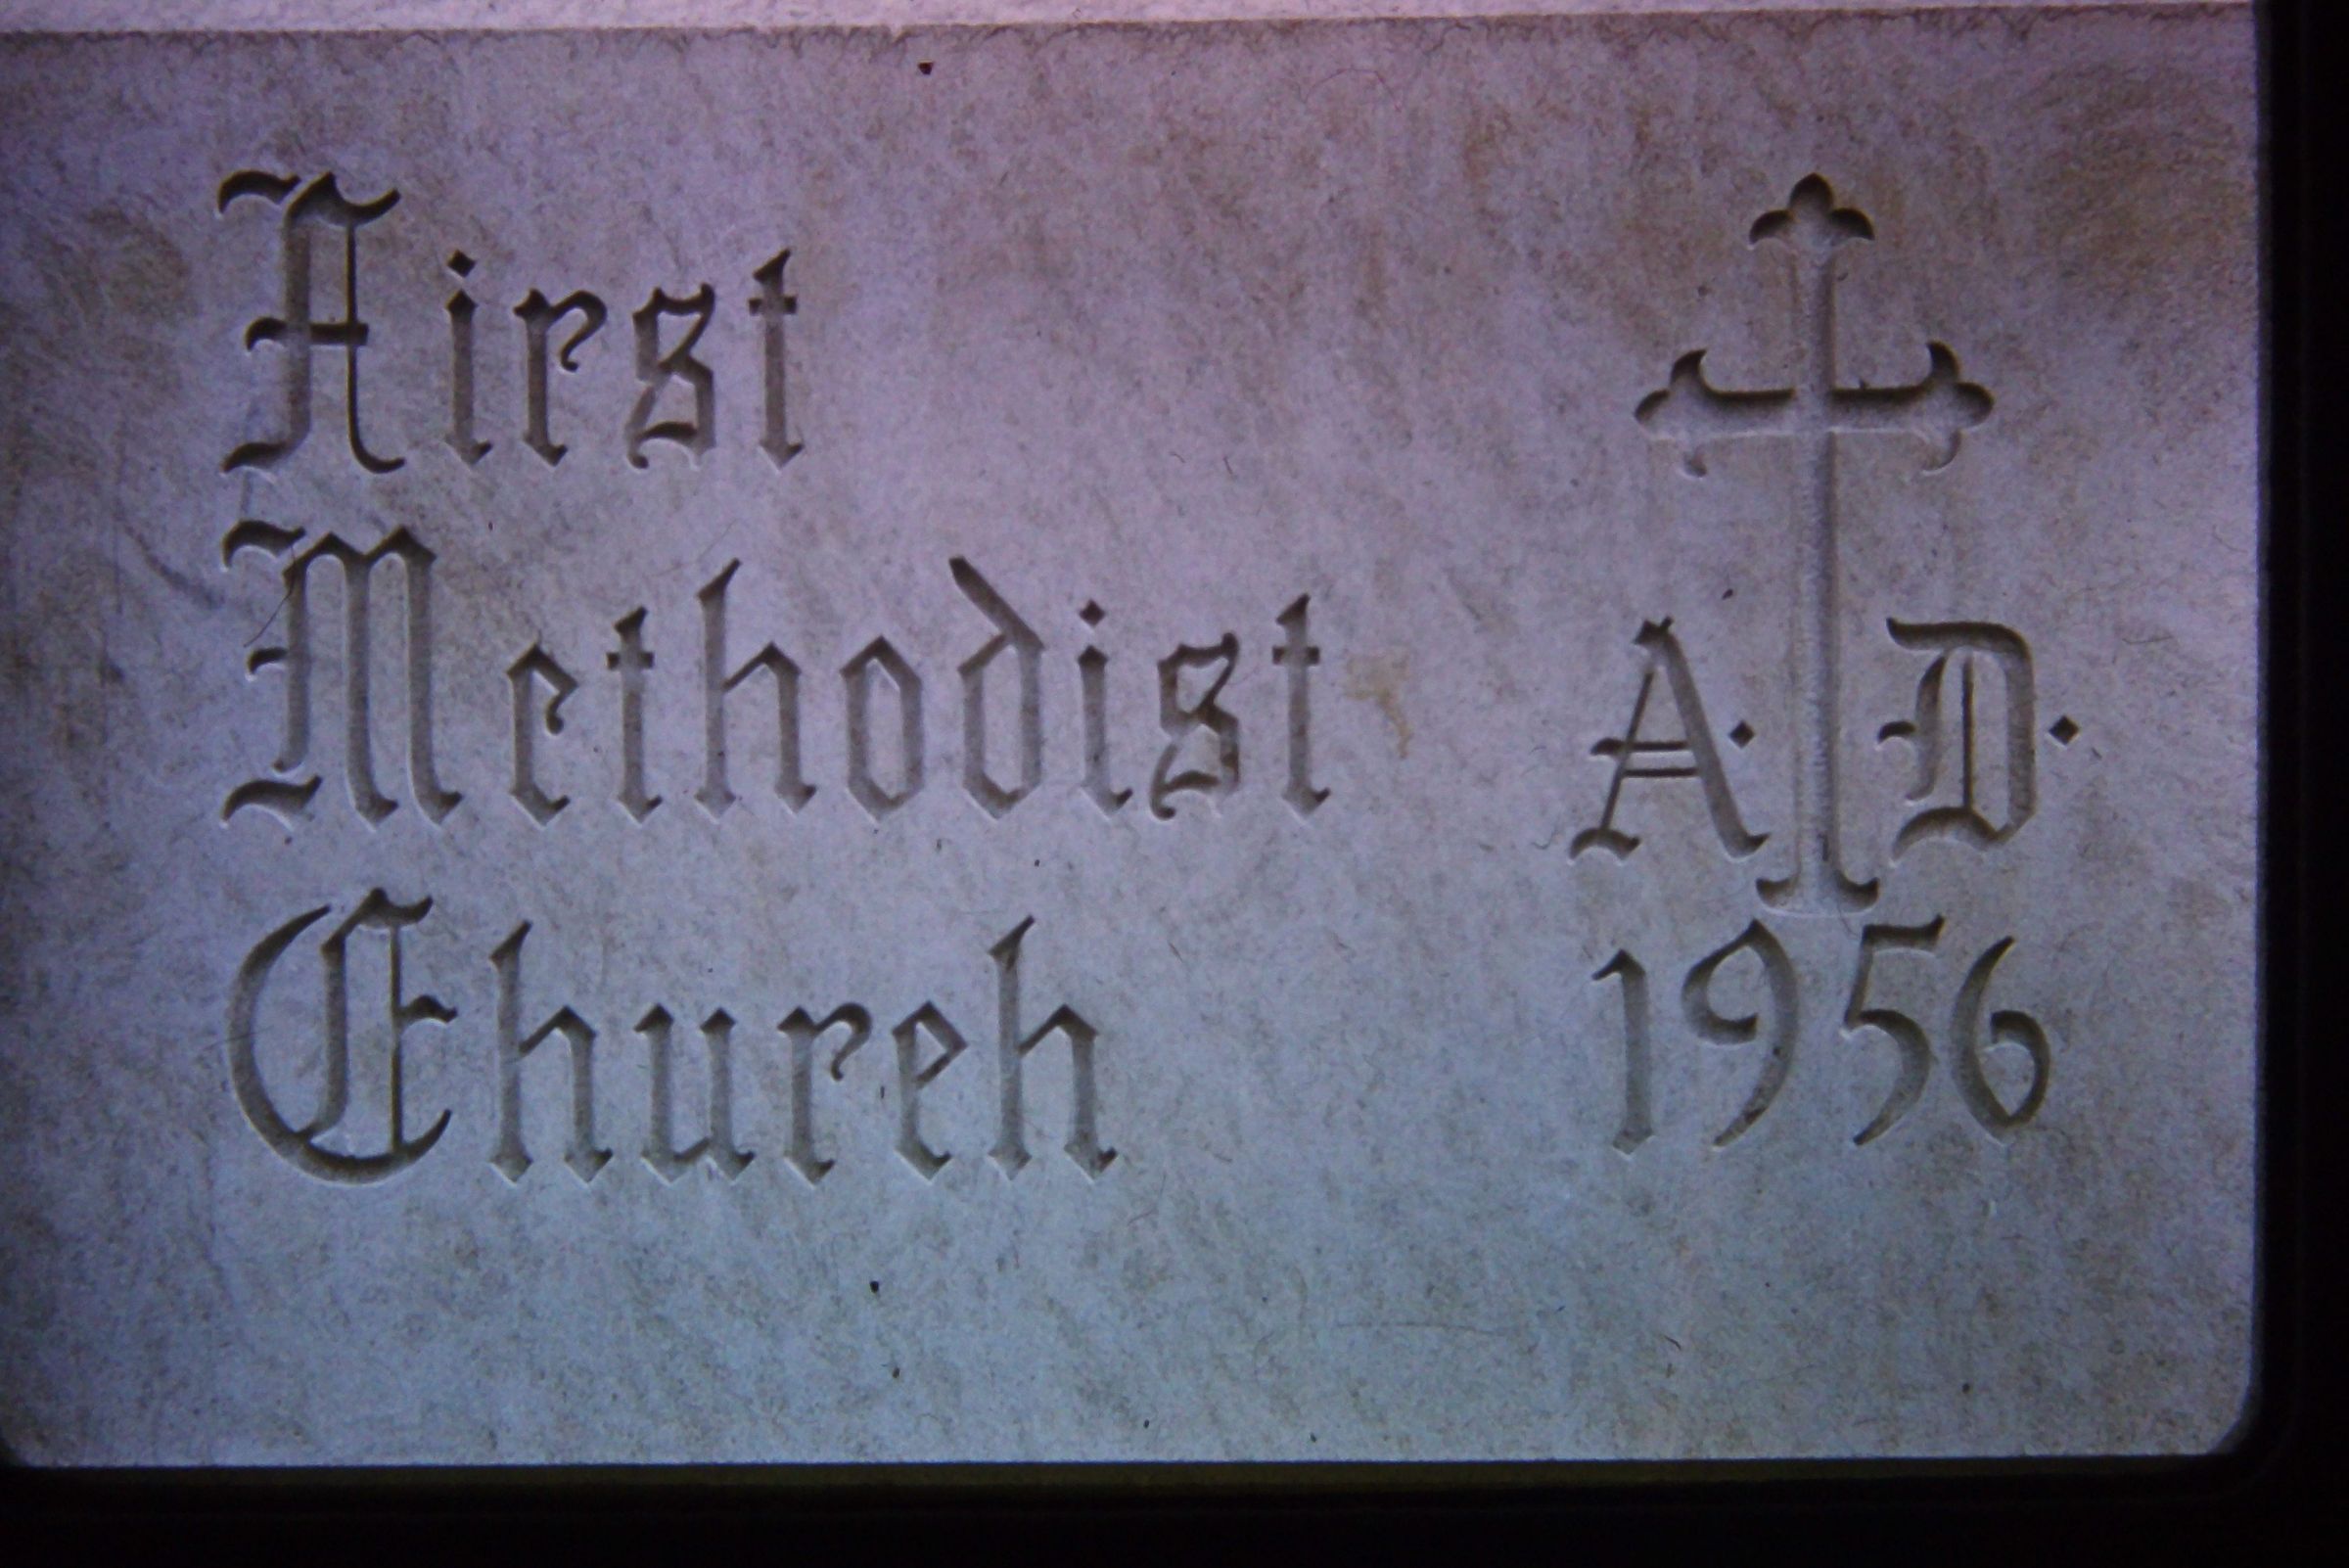 First
Methodist
Church
A. D.
1956